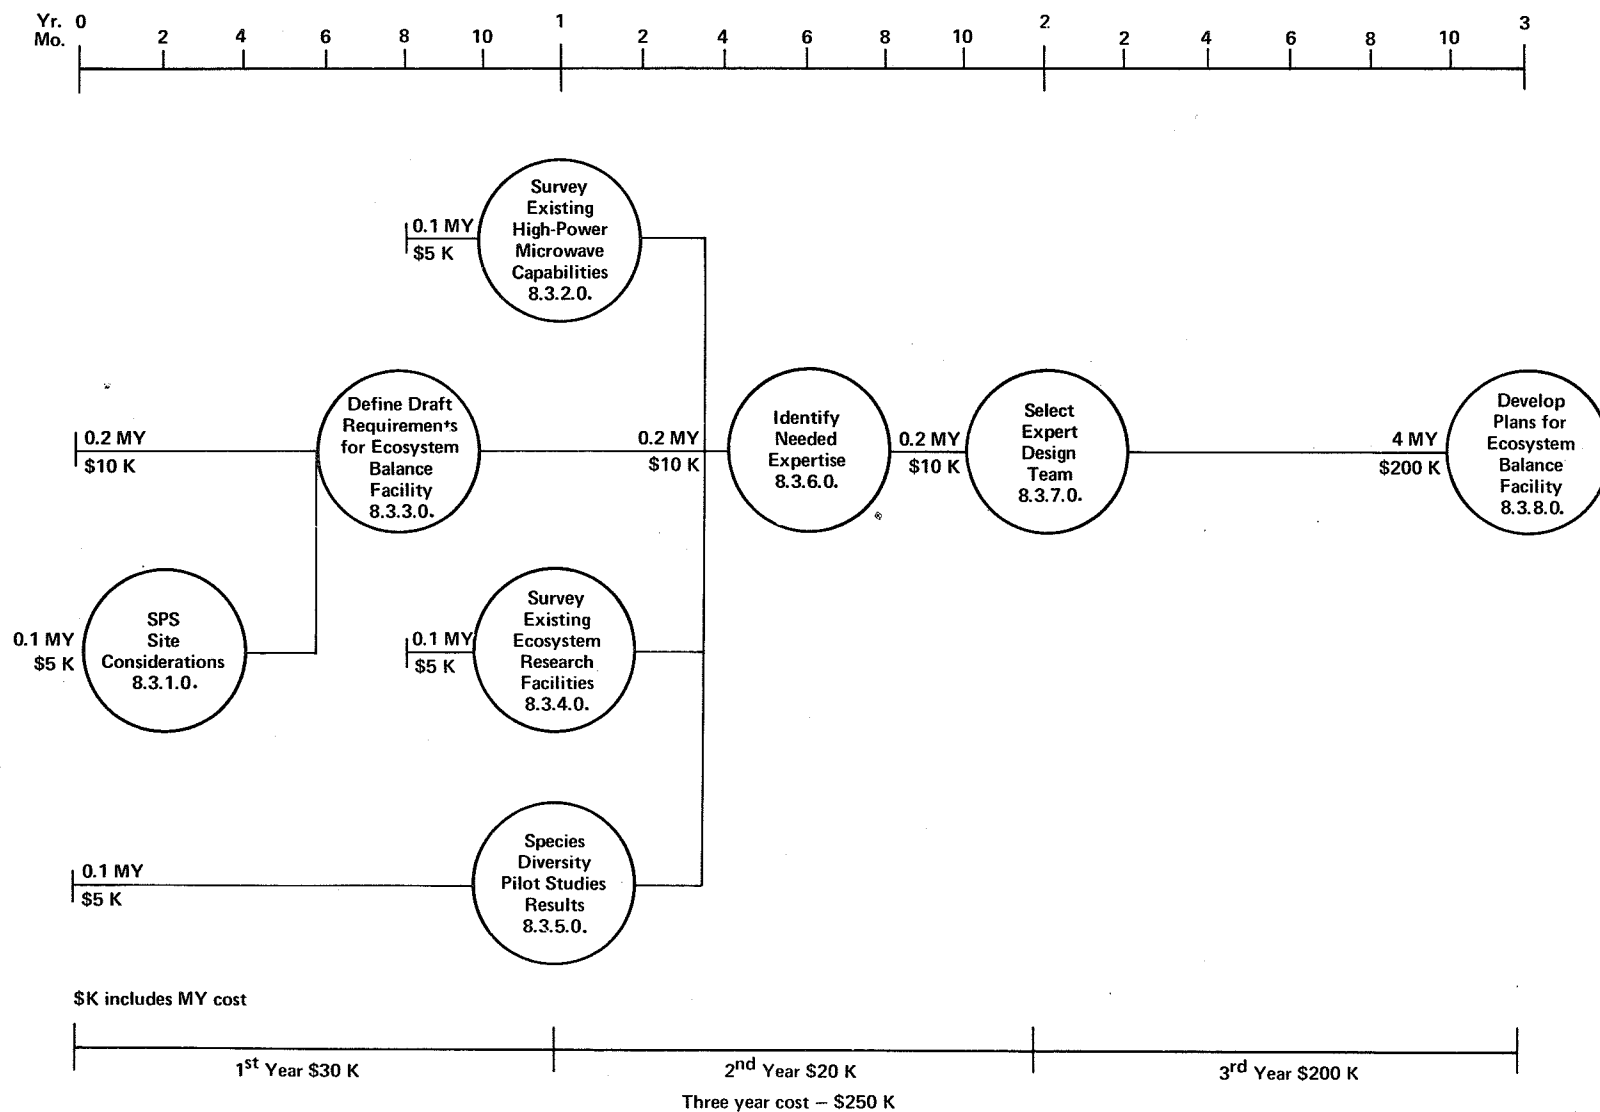 Yr. 0 1 2 3
Mo. 2 4 6 8 10 2 4 6 8 10 2 4 6 8 10
Survey
Existing
High-Power
Microwave
Capabilities
8.3.2.0.
0.1 MY
$5 K
0.2 MY
$10 K
Define Draft
Requirements
for Ecosystem
Balance
Facility
8.3.3.0.
0.2 MY
$10 K
Identify
Needed
Expertise
8.3.6.0.
0.2 MY
$10 K
Select
Expert
Design
Team
8.3.7.0.
4 MY
$200 K
Develop
Plans for
Ecosystem
Balance
Facility
8.3.8.0.
0.1 MY
$5 K
SPS
Site
Considerations
8.3.1.0.
0.1 MY
$5 K
Survey
Existing
Ecosystem
Research
Facilities
8.3.4.0.
0.1 MY
$5 K
Species
Diversity
Pilot Studies
Results
8.3.5.0.
$K includes MY cost
1st Year $30 K
2nd Year $20 K
3rd Year $200 K
Three year cost – $250 K